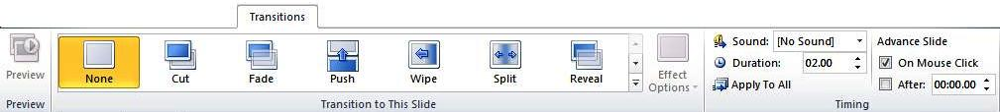 Transitions
Preview
None
Cut
Fade
Push
Wipe
Split
Reveal
Effect
Options
Sound: [No Sound]
Duration: 02.00
Apply To All
Advance Slide
On Mouse Click
After: 00:00.00
Preview
Transition to This Slide
Timing